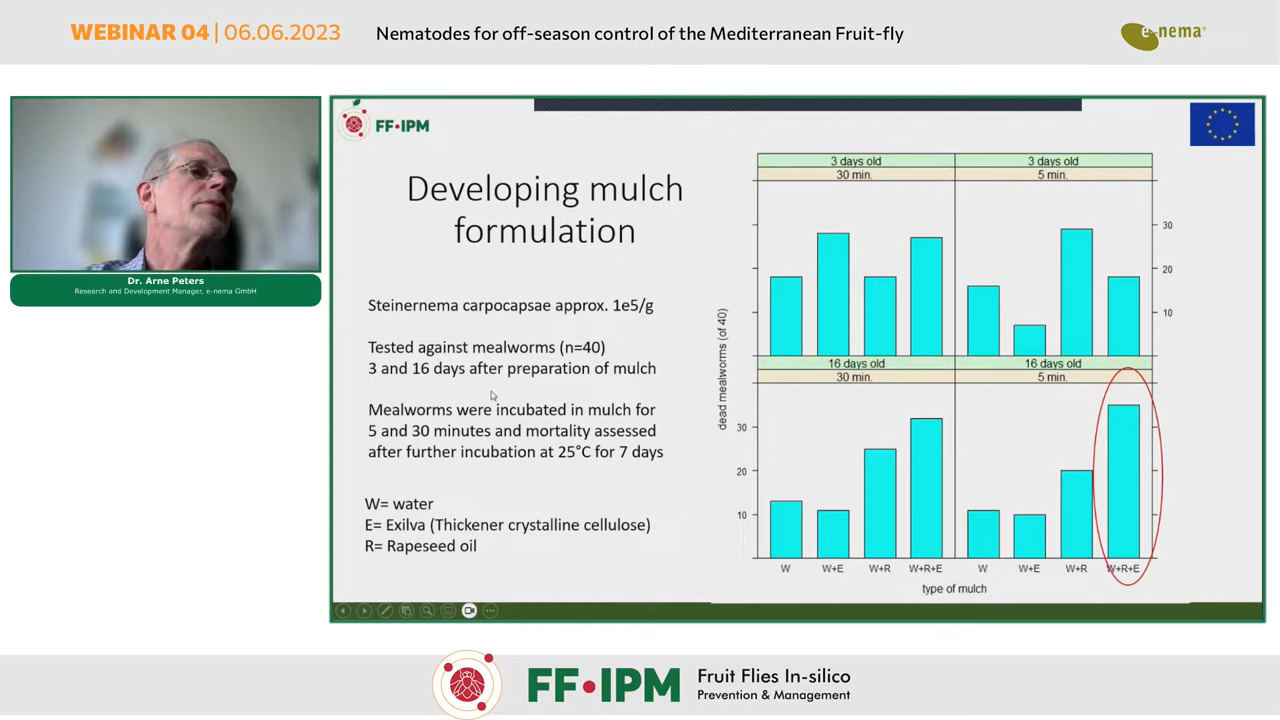 WEBINAR 04 | 06.06.2023
Nematodes for off-season control of the Mediterranean Fruit-fly
e-nema
FF·IPM
Dr. Arne Peters
Research and Development Manager, e-nema GmbH
Developing mulch
formulation
Steinernema carpocapsae approx. 1e5/g
Tested against mealworms (n=40)
3 and 16 days after preparation of mulch
Mealworms were incubated in mulch for
5 and 30 minutes and mortality assessed
after further incubation at 25°C for 7 days
W= water
E= Exilva (Thickener crystalline cellulose)
R= Rapeseed oil
3 days old
3 days old
30 min.
5 min.
30
20
10
16 days old
16 days old
30 min.
5 min.
30
20
10
dead mealworms (of 40)
W
W+E
W+R
W+R+E
W
W+E
W+R
W+R+E
type of mulch
FF·IPM
Fruit Flies In-silico
Prevention & Management